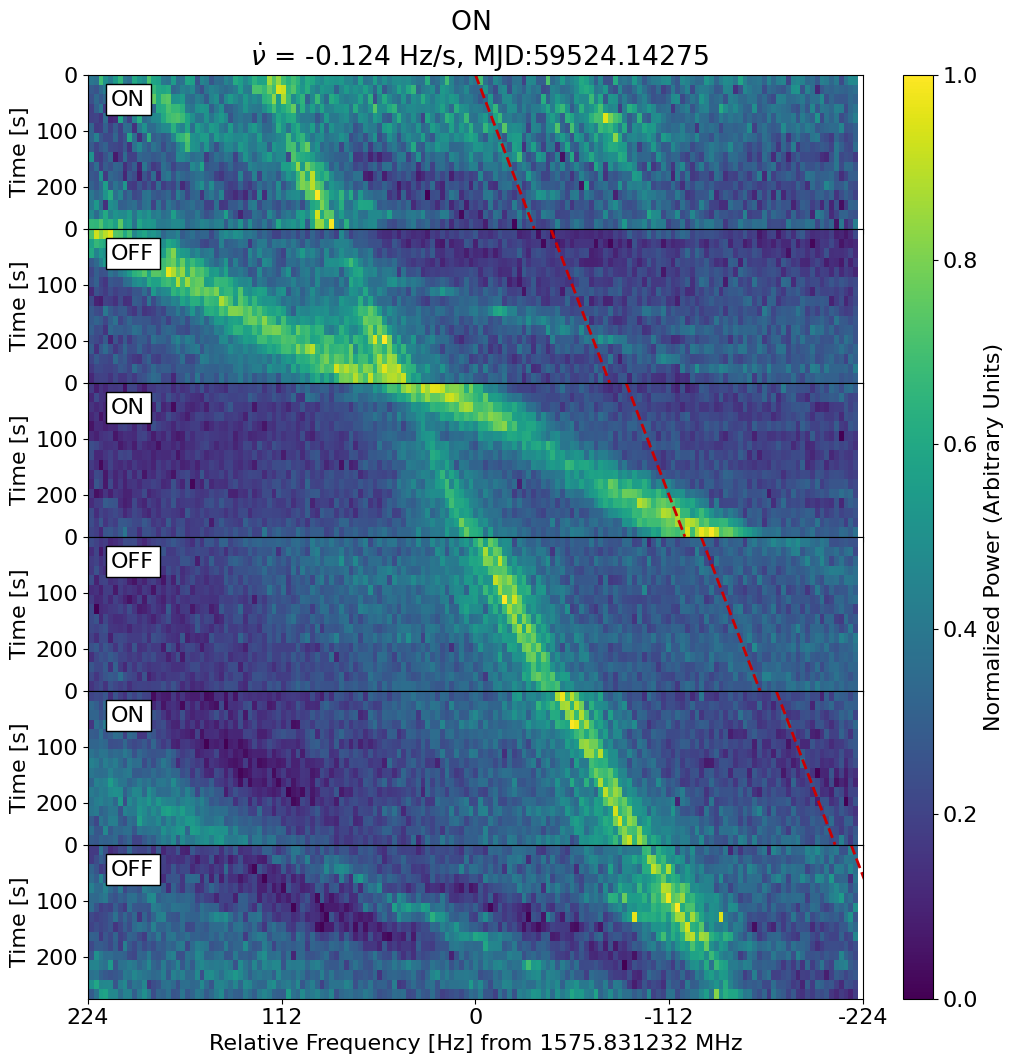 ON
ν̇ = -0.124 Hz/s, MJD:59524.14275
0
ON
100
200
Time [s]
0
OFF
100
200
Time [s]
0
ON
100
200
Time [s]
0
OFF
100
200
Time [s]
0
ON
100
200
Time [s]
0
OFF
100
200
Time [s]
224 112 0 -112 -224
Relative Frequency [Hz] from 1575.831232 MHz
1.0
0.8
0.6
0.4
0.2
0.0
Normalized Power (Arbitrary Units)